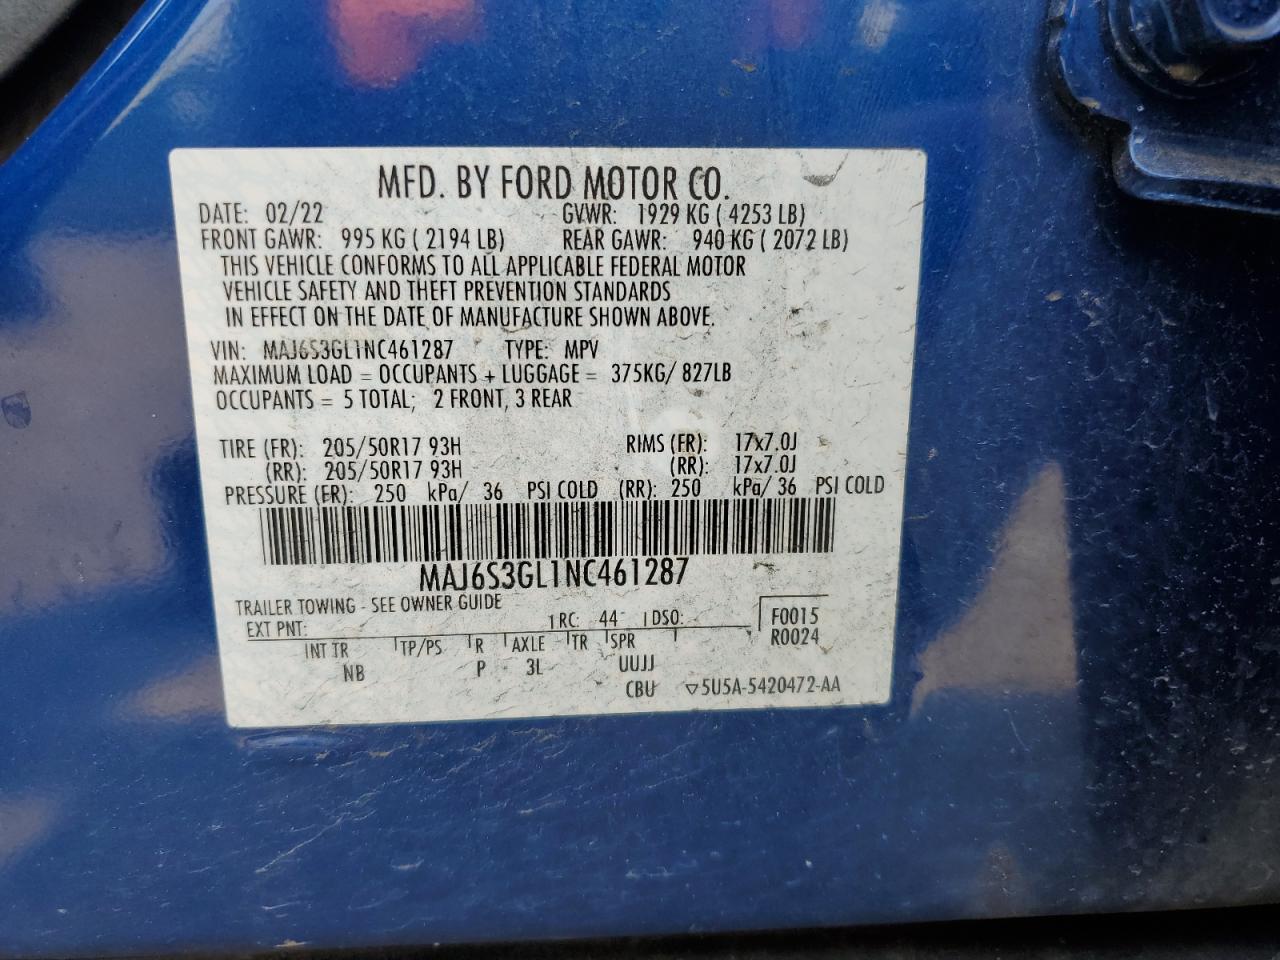 MFD. BY FORD MOTOR CO.
DATE: 02/22 GVWR: 1929 KG ( 4253 LB)
FRONT GAWR: 995 KG ( 2194 LB) REAR GAWR: 940 KG ( 2072 LB)
THIS VEHICLE CONFORMS TO ALL APPLICABLE FEDERAL MOTOR
VEHICLE SAFETY AND THEFT PREVENTION STANDARDS
IN EFFECT ON THE DATE OF MANUFACTURE SHOWN ABOVE.
VIN: MAJ6S3GL1NC461287 TYPE: MPV
MAXIMUM LOAD = OCCUPANTS + LUGGAGE = 375KG/ 827LB
OCCUPANTS = 5 TOTAL; 2 FRONT, 3 REAR
TIRE (FR): 205/50R17 93H RIMS (FR): 17x7.0J
(RR): 205/50R17 93H (RR): 17x7.0J
PRESSURE (FR): 250 kPa/ 36 PSI COLD (RR): 250 kPa/ 36 PSI COLD
MAJ6S3GL1NC461287
TRAILER TOWING - SEE OWNER GUIDE
EXT PNT: RC: 44 DSO: F0015
R0024
INT TR TP/PS R AXLE TR SPR
NB P 3L UUJJ
CBU ▽5U5A-5420472-AA